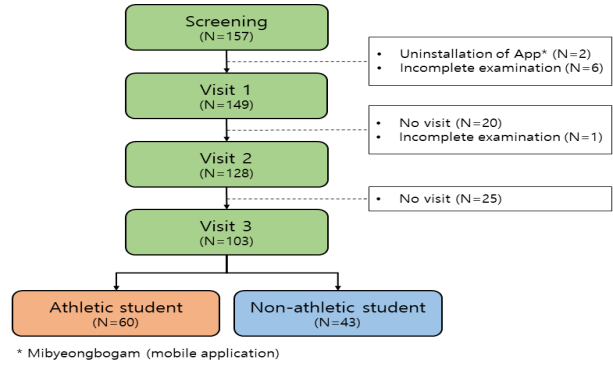 Screening
(N=157)
• Uninstallation of App* (N=2)
• Incomplete examination (N=6)
Visit 1
(N=149)
• No visit (N=20)
• Incomplete examination (N=1)
Visit 2
(N=128)
• No visit (N=25)
Visit 3
(N=103)
Athletic student
(N=60)
Non-athletic student
(N=43)
* Mibyeongbogam (mobile application)